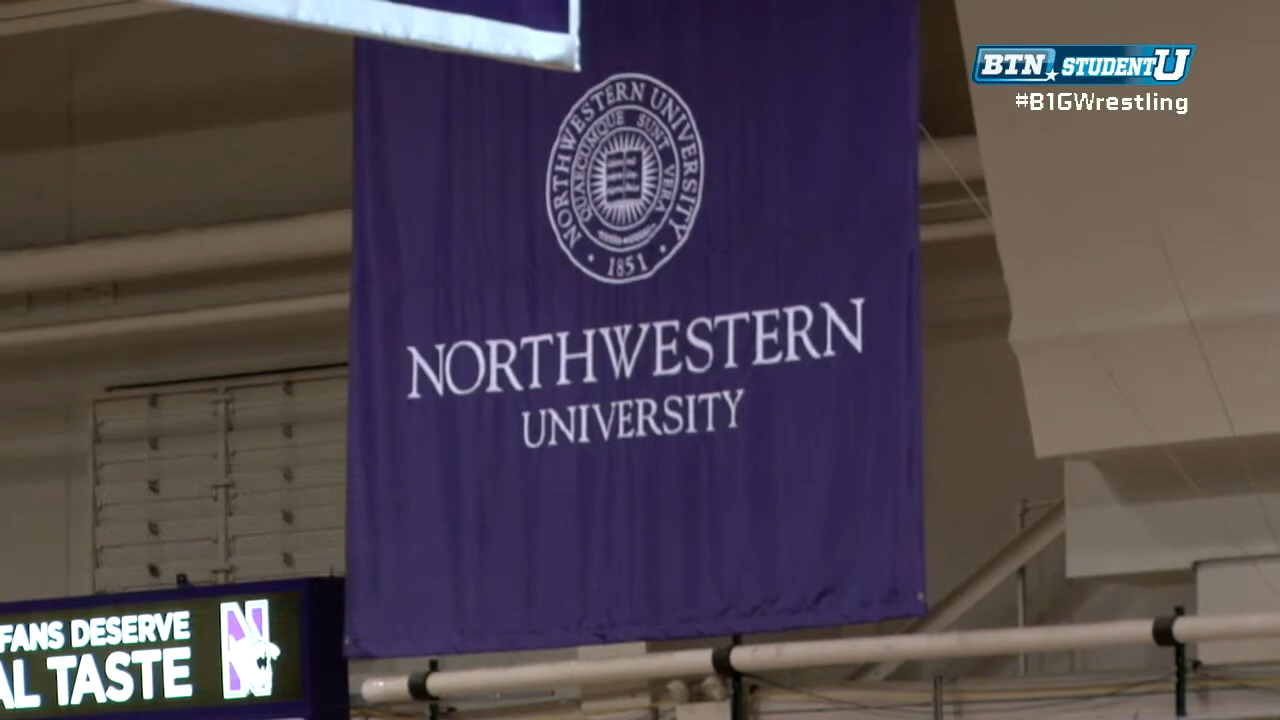 BTN STUDENTU
#B1GWrestling
NORTHWESTERN UNIVERSITY
QUAECUMQUE SUNT VERA
• 1851 •
NORTHWESTERN
UNIVERSITY
FANS DESERVE
AL TASTE
N